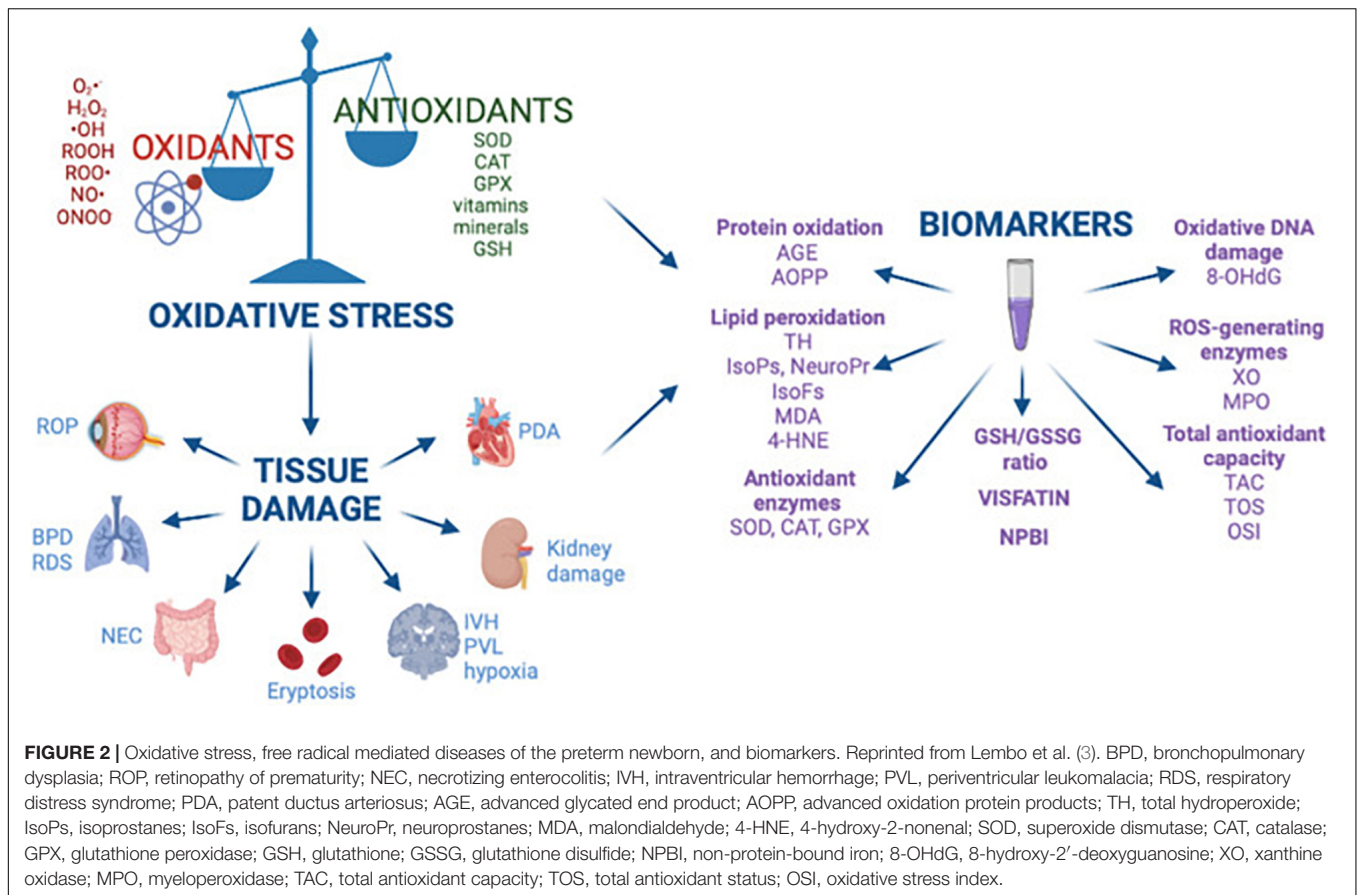 O₂•⁻
H₂O₂
•OH
ROOH
ROO•
NO•
ONOO⁻
OXIDANTS
ANTIOXIDANTS
SOD
CAT
GPX
vitamins
minerals
GSH
OXIDATIVE STRESS
TISSUE
DAMAGE
ROP
BPD
RDS
NEC
Eryptosis
IVH
PVL
hypoxia
Kidney
damage
PDA
BIOMARKERS
Protein oxidation
AGE
AOPP
Lipid peroxidation
TH
IsoPs, NeuroPr
IsoFs
MDA
4-HNE
Antioxidant
enzymes
SOD, CAT, GPX
GSH/GSSG
ratio
VISFATIN
NPBI
Oxidative DNA
damage
8-OHdG
ROS-generating
enzymes
XO
MPO
Total antioxidant
capacity
TAC
TOS
OSI
FIGURE 2 | Oxidative stress, free radical mediated diseases of the preterm newborn, and biomarkers. Reprinted from Lembo et al. (3). BPD, bronchopulmonary
dysplasia; ROP, retinopathy of prematurity; NEC, necrotizing enterocolitis; IVH, intraventricular hemorrhage; PVL, periventricular leukomalacia; RDS, respiratory
distress syndrome; PDA, patent ductus arteriosus; AGE, advanced glycated end product; AOPP, advanced oxidation protein products; TH, total hydroperoxide;
IsoPs, isoprostanes; IsoFs, isofurans; NeuroPr, neuroprostanes; MDA, malondialdehyde; 4-HNE, 4-hydroxy-2-nonenal; SOD, superoxide dismutase; CAT, catalase;
GPX, glutathione peroxidase; GSH, glutathione; GSSG, glutathione disulfide; NPBI, non-protein-bound iron; 8-OHdG, 8-hydroxy-2′-deoxyguanosine; XO, xanthine
oxidase; MPO, myeloperoxidase; TAC, total antioxidant capacity; TOS, total antioxidant status; OSI, oxidative stress index.